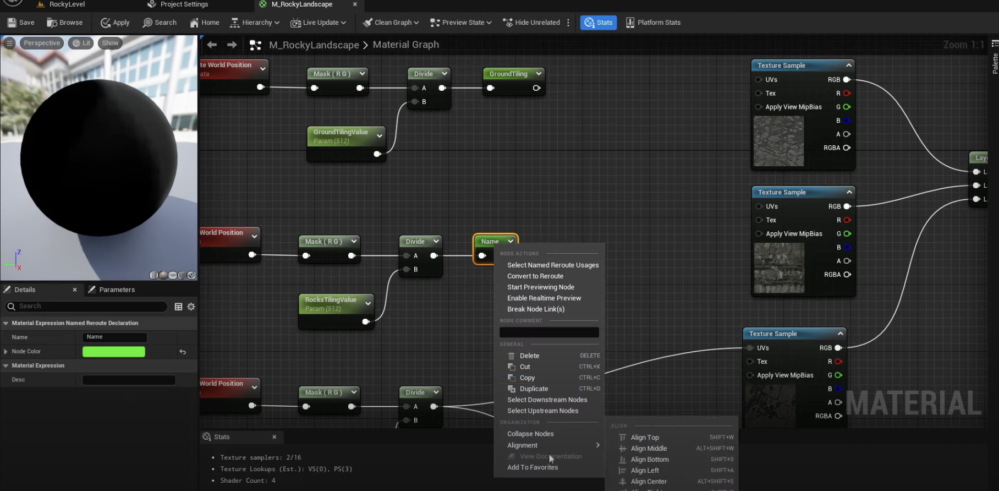 RockyLevel
Project Settings
M_RockyLandscape
Save
Browse
Apply
Search
Home
Hierarchy
Live Update
Clean Graph
Preview State
Hide Unrelated
Stats
Platform Stats
Perspective
Lit
Show
M_RockyLandscape
Material Graph
Zoom 1:1
Palette
te World Position
ata
Mask ( R G )
Divide
A
B
GroundTiling
GroundTilingValue
Param (512)
Texture Sample
UVs
RGB
Tex
R
Apply View MipBias
G
B
A
RGBA
Lay
L
L
L
Texture Sample
UVs
RGB
Tex
R
Apply View MipBias
G
B
A
RGBA
World Position
Mask ( R G )
Divide
A
B
Name
RocksTilingValue
Param (512)
NODE ACTIONS
Select Named Reroute Usages
Convert to Reroute
Start Previewing Node
Enable Realtime Preview
Break Node Link(s)
NODE COMMENT
GENERAL
Delete DELETE
Cut CTRL+X
Copy CTRL+C
Duplicate CTRL+D
Select Downstream Nodes
Select Upstream Nodes
ORGANIZATION
Collapse Nodes
Alignment
View Documentation
Add To Favorites
ALIGN
Align Top SHIFT+W
Align Middle ALT+SHIFT+W
Align Bottom SHIFT+S
Align Left SHIFT+A
Align Center ALT+SHIFT+S
Texture Sample
UVs
RGB
Tex
R
Apply View MipBias
G
B
A
RGBA
MATERIAL
World Position
Mask ( R G )
Divide
A
B
Z
X
Details
Parameters
Search
Material Expression Named Reroute Declaration
Name Name
Node Color
Material Expression
Desc
Stats
Texture samplers: 2/16
Texture Lookups (Est.): VS(0), PS(3)
Shader Count: 4